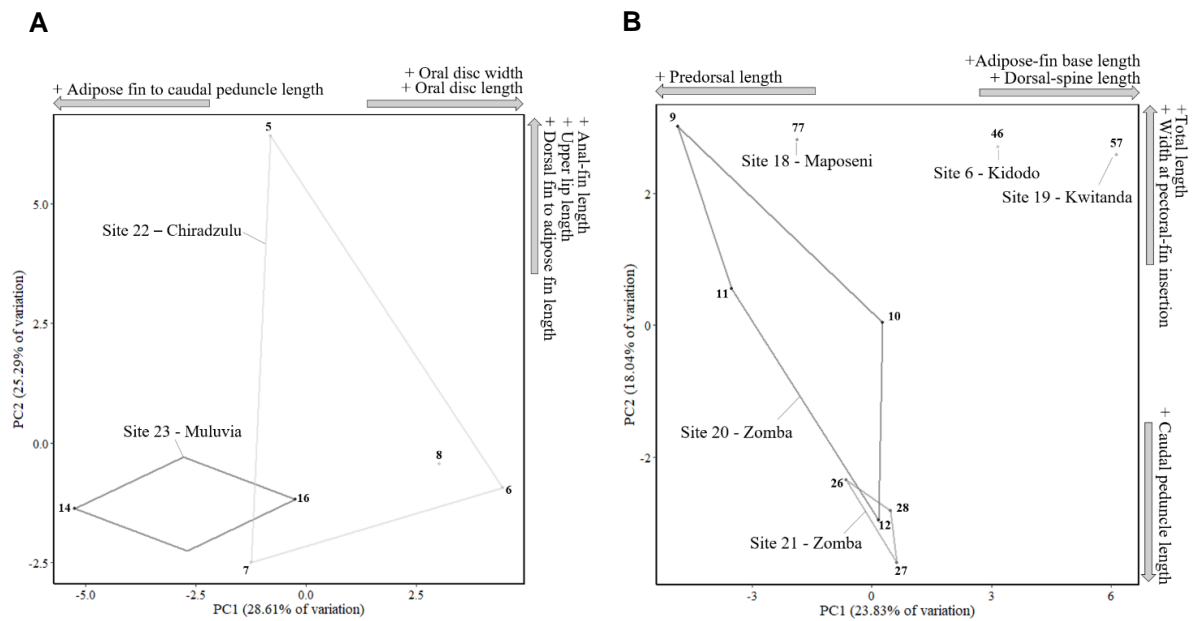 A
+ Adipose fin to caudal peduncle length
+ Oral disc width
+ Oral disc length
+ Anal-fin length
+ Upper lip length
+ Dorsal fin to adipose fin length
5
Site 22 – Chiradzulu
Site 23 - Muluvia
14
16
8
6
7
5.0
2.5
0.0
-2.5
PC2 (25.29% of variation)
-5.0
-2.5
0.0
2.5
PC1 (28.61% of variation)
B
+ Predorsal length
+Adipose-fin base length
+ Dorsal-spine length
+Total length
+ Width at pectoral-fin insertion
+ Caudal peduncle length
9
77
Site 18 - Maposeni
46
Site 6 - Kidodo
57
Site 19 - Kwitanda
11
10
Site 20 - Zomba
26
28
12
Site 21 - Zomba
27
2
0
-2
PC2 (18.04% of variation)
-3
0
3
6
PC1 (23.83% of variation)